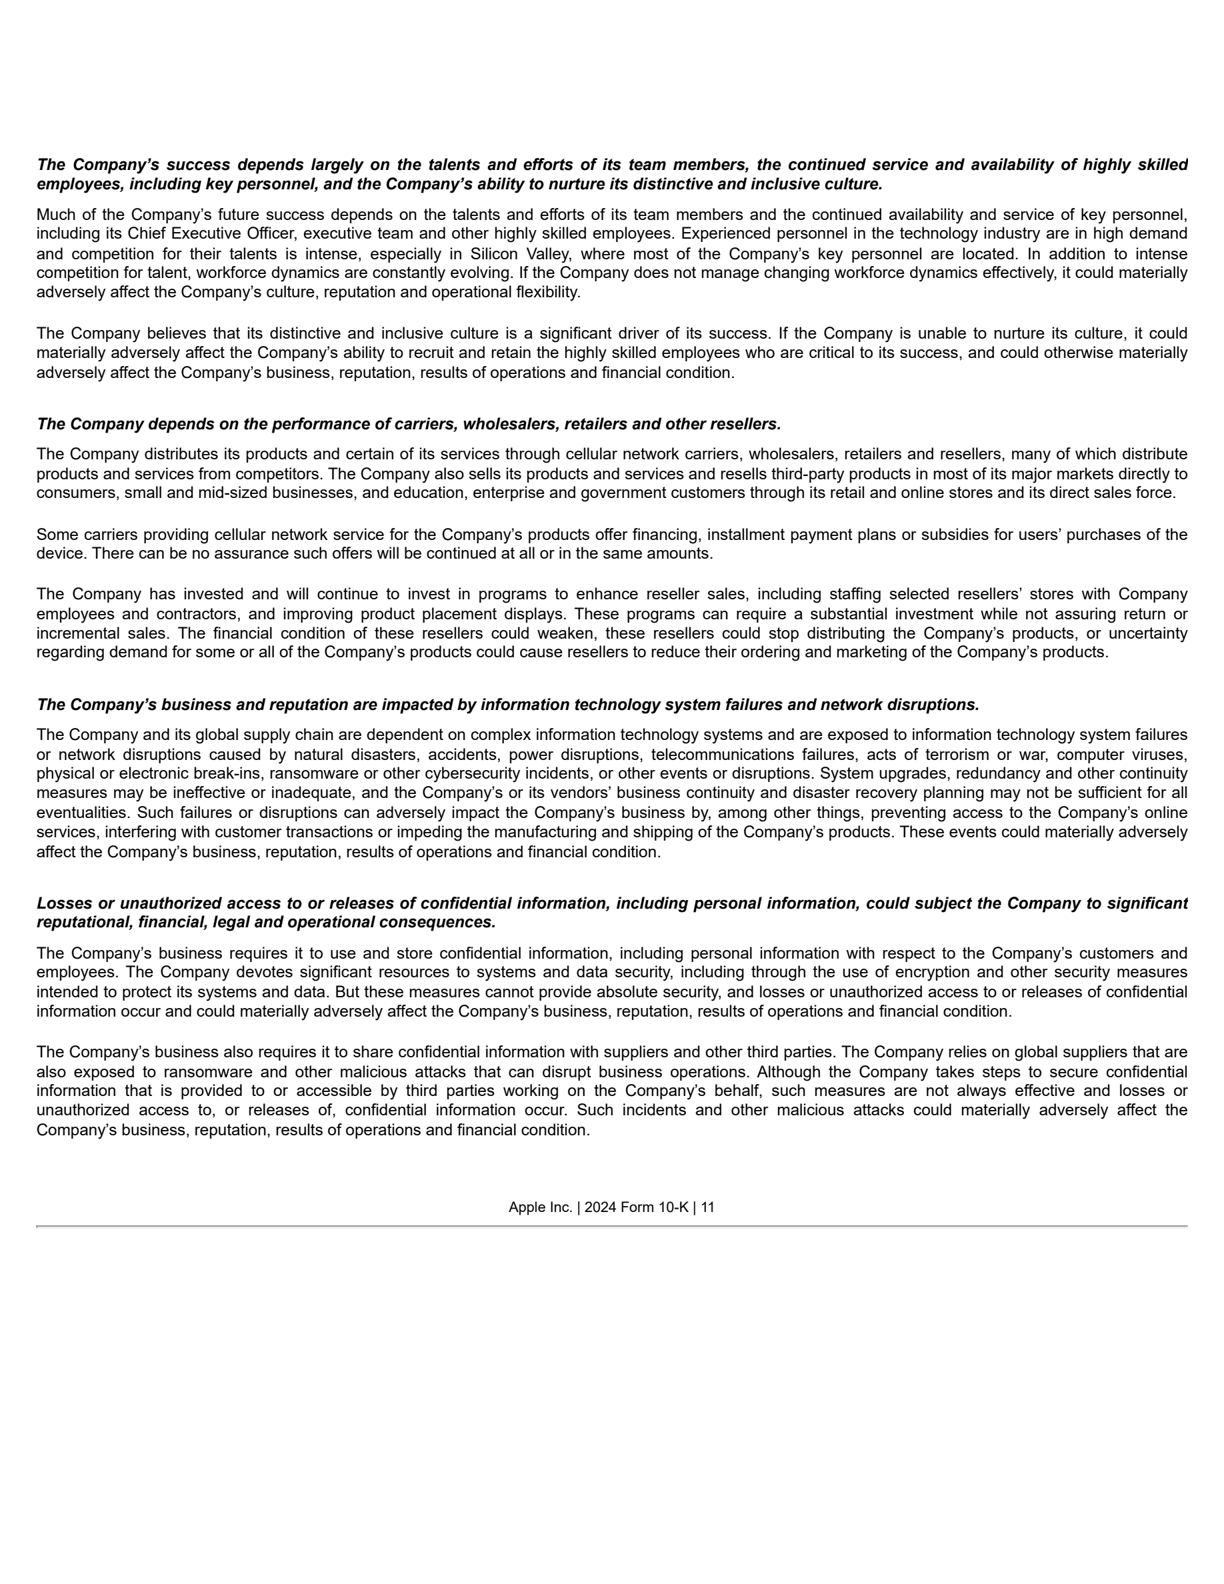 The Company’s success depends largely on the talents and efforts of its team members, the continued service and availability of highly skilled
employees, including key personnel, and the Company’s ability to nurture its distinctive and inclusive culture.
Much of the Company’s future success depends on the talents and efforts of its team members and the continued availability and service of key personnel,
including its Chief Executive Officer, executive team and other highly skilled employees. Experienced personnel in the technology industry are in high demand
and competition for their talents is intense, especially in Silicon Valley, where most of the Company’s key personnel are located. In addition to intense
competition for talent, workforce dynamics are constantly evolving. If the Company does not manage changing workforce dynamics effectively, it could materially
adversely affect the Company’s culture, reputation and operational flexibility.
The Company believes that its distinctive and inclusive culture is a significant driver of its success. If the Company is unable to nurture its culture, it could
materially adversely affect the Company’s ability to recruit and retain the highly skilled employees who are critical to its success, and could otherwise materially
adversely affect the Company’s business, reputation, results of operations and financial condition.
The Company depends on the performance of carriers, wholesalers, retailers and other resellers.
The Company distributes its products and certain of its services through cellular network carriers, wholesalers, retailers and resellers, many of which distribute
products and services from competitors. The Company also sells its products and services and resells third-party products in most of its major markets directly to
consumers, small and mid-sized businesses, and education, enterprise and government customers through its retail and online stores and its direct sales force.
Some carriers providing cellular network service for the Company’s products offer financing, installment payment plans or subsidies for users’ purchases of the
device. There can be no assurance such offers will be continued at all or in the same amounts.
The Company has invested and will continue to invest in programs to enhance reseller sales, including staffing selected resellers’ stores with Company
employees and contractors, and improving product placement displays. These programs can require a substantial investment while not assuring return or
incremental sales. The financial condition of these resellers could weaken, these resellers could stop distributing the Company’s products, or uncertainty
regarding demand for some or all of the Company’s products could cause resellers to reduce their ordering and marketing of the Company’s products.
The Company’s business and reputation are impacted by information technology system failures and network disruptions.
The Company and its global supply chain are dependent on complex information technology systems and are exposed to information technology system failures
or network disruptions caused by natural disasters, accidents, power disruptions, telecommunications failures, acts of terrorism or war, computer viruses,
physical or electronic break-ins, ransomware or other cybersecurity incidents, or other events or disruptions. System upgrades, redundancy and other continuity
measures may be ineffective or inadequate, and the Company’s or its vendors’ business continuity and disaster recovery planning may not be sufficient for all
eventualities. Such failures or disruptions can adversely impact the Company’s business by, among other things, preventing access to the Company’s online
services, interfering with customer transactions or impeding the manufacturing and shipping of the Company’s products. These events could materially adversely
affect the Company’s business, reputation, results of operations and financial condition.
Losses or unauthorized access to or releases of confidential information, including personal information, could subject the Company to significant
reputational, financial, legal and operational consequences.
The Company’s business requires it to use and store confidential information, including personal information with respect to the Company’s customers and
employees. The Company devotes significant resources to systems and data security, including through the use of encryption and other security measures
intended to protect its systems and data. But these measures cannot provide absolute security, and losses or unauthorized access to or releases of confidential
information occur and could materially adversely affect the Company’s business, reputation, results of operations and financial condition.
The Company’s business also requires it to share confidential information with suppliers and other third parties. The Company relies on global suppliers that are
also exposed to ransomware and other malicious attacks that can disrupt business operations. Although the Company takes steps to secure confidential
information that is provided to or accessible by third parties working on the Company’s behalf, such measures are not always effective and losses or
unauthorized access to, or releases of, confidential information occur. Such incidents and other malicious attacks could materially adversely affect the
Company’s business, reputation, results of operations and financial condition.
Apple Inc. | 2024 Form 10-K | 11